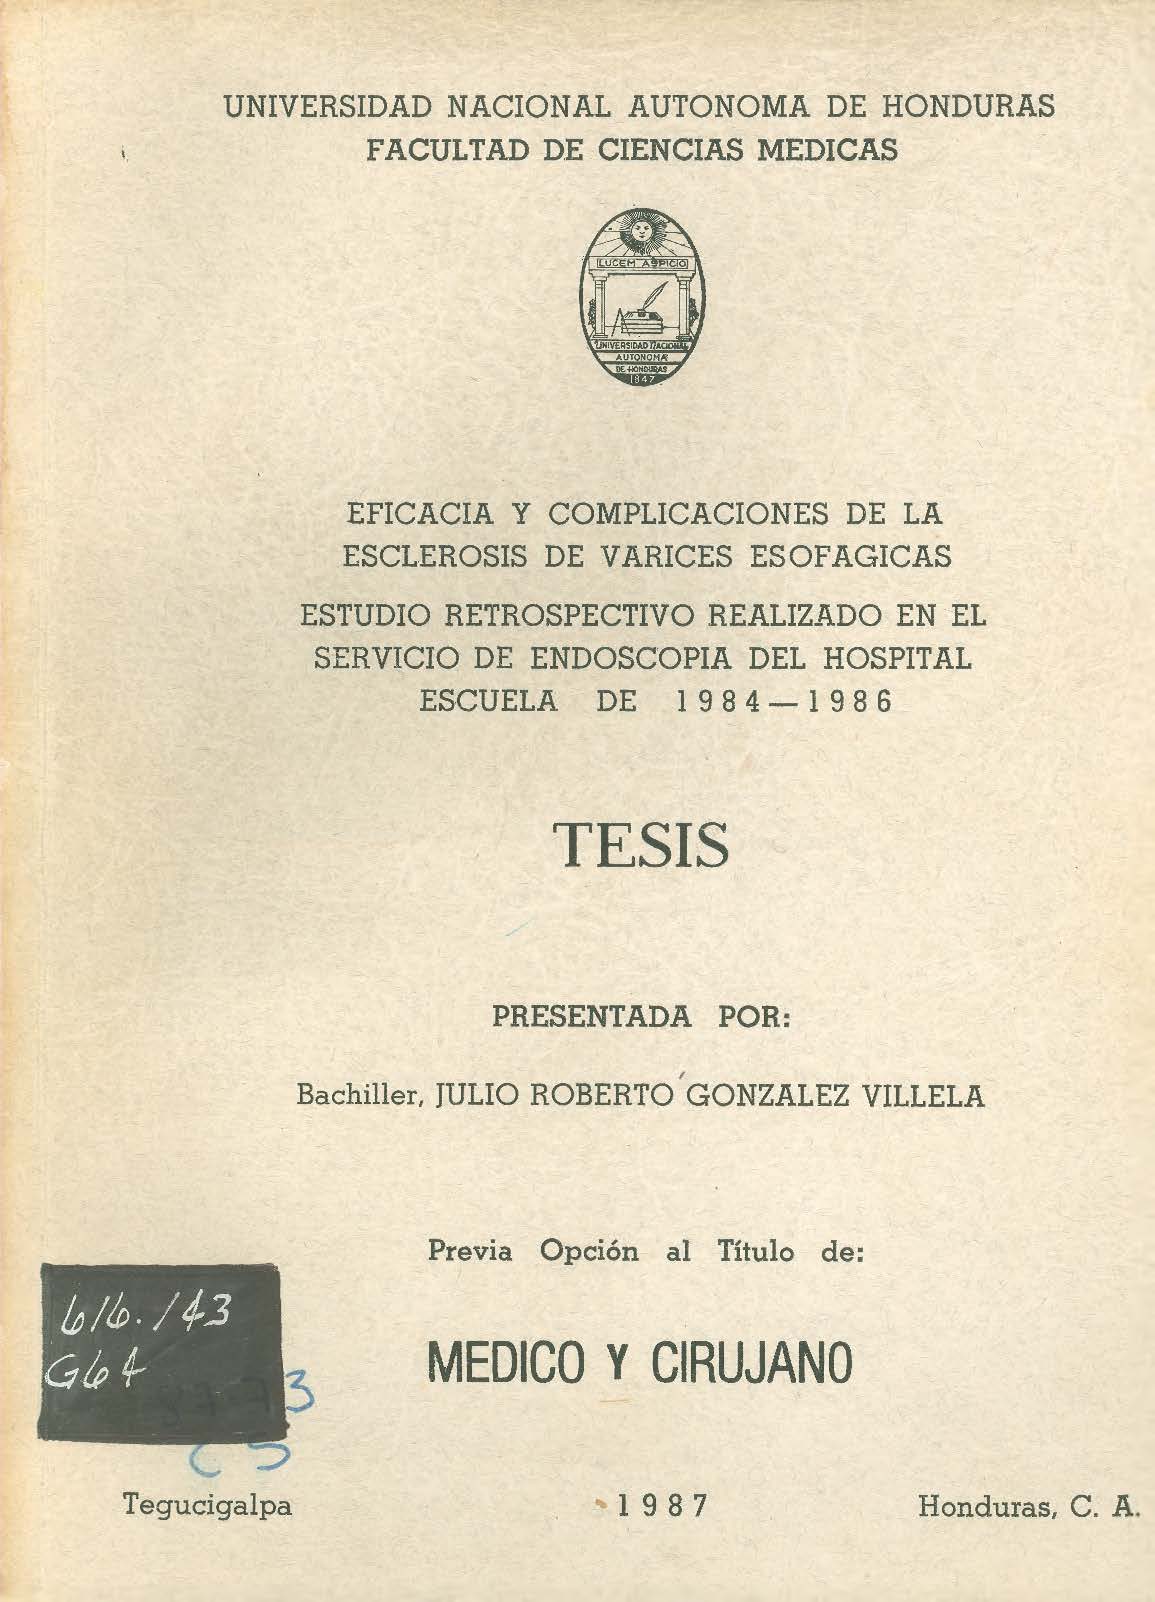 UNIVERSIDAD NACIONAL AUTONOMA DE HONDURAS
FACULTAD DE CIENCIAS MEDICAS
LUCEM ASPICIO
UNIVERSIDAD NACIONAL
AUTONOMA
DE HONDURAS
1847
EFICACIA Y COMPLICACIONES DE LA
ESCLEROSIS DE VARICES ESOFAGICAS
ESTUDIO RETROSPECTIVO REALIZADO EN EL
SERVICIO DE ENDOSCOPIA DEL HOSPITAL
ESCUELA DE 1984—1986
TESIS
PRESENTADA POR:
Bachiller, JULIO ROBERTO GONZALEZ VILLELA
Previa Opción al Título de:
616.143
G64
MEDICO Y CIRUJANO
Tegucigalpa 1987 Honduras, C. A.